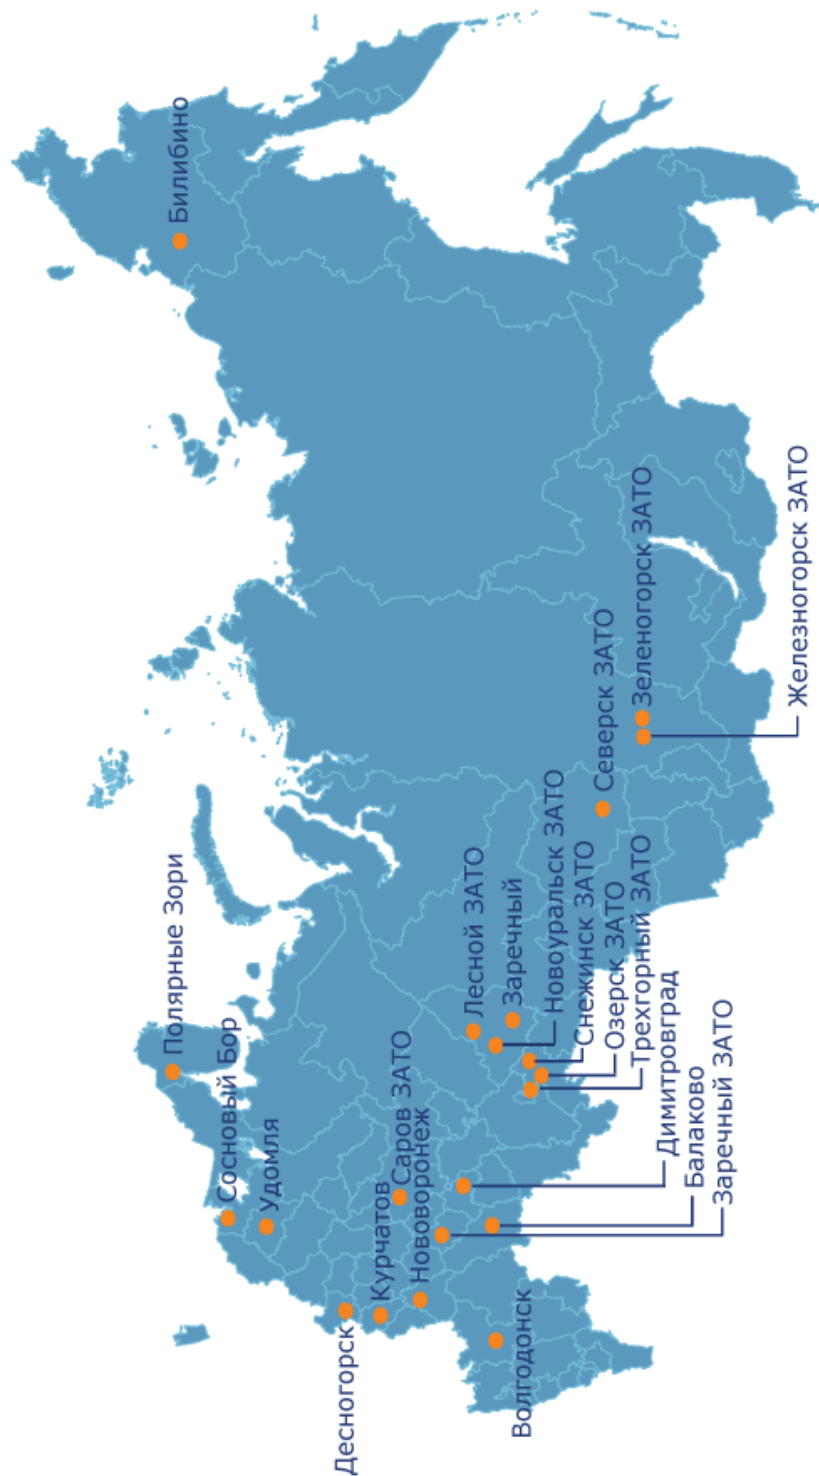 Билибино
Полярные Зори
Сосновый Бор
Удомля
Десногорск
Курчатов
Саров ЗАТО
Нововоронеж
Волгодонск
Лесной ЗАТО
Заречный
Новоуральск ЗАТО
Снежинск ЗАТО
Озерск ЗАТО
Трехгорный ЗАТО
Димитровград
Балаково
Заречный ЗАТО
Северск ЗАТО
Зеленогорск ЗАТО
Железногорск ЗАТО